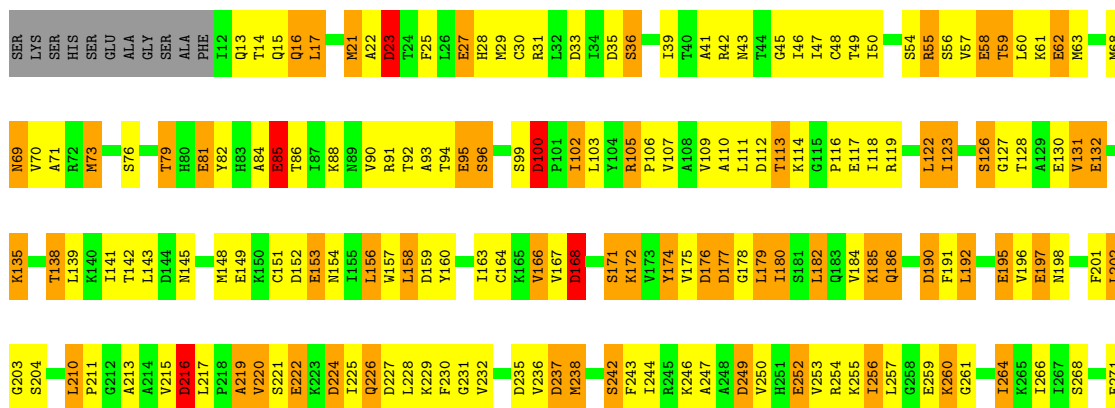 SER LYS SER HIS SER GLU ALA GLY SER ALA PHE I12 Q13 T14 Q15 Q16 L17 M21 A22 D23 T24 F25 L26 E27 H28 M29 C30 R31 L32 D33 I34 D35 S36 I39 T40 A41 R42 N43 T44 G45 I46 I47 C48 T49 I50 S54 R55 S56 V57 E58 T59 L60 K61 E62 M63 M68
N69 V70 A71 R72 M73 S76 T79 H80 E81 Y82 H83 A84 E85 T86 I87 K88 N89 V90 R91 T92 A93 T94 E95 S96 S99 D100 P101 I102 L103 Y104 R105 P106 V107 A108 V109 A110 L111 D112 T113 K114 G115 P116 E117 I118 R119 L122 I123 S126 G127 T128 A129 E130 V131 E132
K135 T138 L139 K140 I141 T142 L143 D144 N145 M148 E149 K150 C151 D152 E153 N154 I155 L156 W157 L158 D159 Y160 I163 C164 K165 V166 V167 D168 S171 K172 V173 Y174 V175 D176 D177 G178 L179 I180 S181 L182 Q183 V184 K185 Q186 D190 F191 L192 E195 V196 E197 N198 F201
G203 S204 L210 P211 G212 A213 A214 V215 D216 L217 P218 A219 V220 S221 E222 K223 D224 I225 Q226 D227 L228 K229 F230 G231 V232 D235 V236 D237 M238 S242 F243 I244 R245 K246 A247 A248 D249 V250 H251 E252 V253 R254 K255 I256 L257 G258 E259 K260 G261 I264 K265 I266 I267 S268